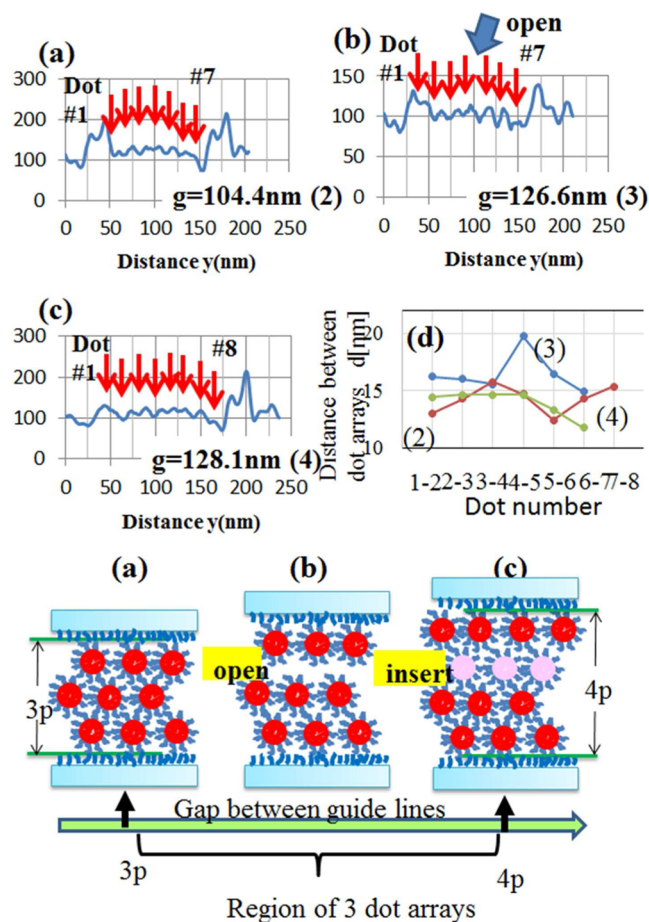 (a)
Dot
#1
#7
300
200
100
0
g=104.4nm (2)
0 50 100 150 200 250
Distance y(nm)
(b)
open
Dot
#1
#7
150
100
50
0
g=126.6nm (3)
0 50 100 150 200 250
Distance y(nm)
(c)
Dot
#1
#8
300
200
100
0
g=128.1nm (4)
0 50 100 150 200 250
Distance y(nm)
(d)
Distance between
dot arrays d[nm]
20
15
10
(3)
(2)
(4)
1-22-33-44-55-66-77-8
Dot number
(a) (b) (c)
open
insert
3p
4p
Gap between guide lines
3p 4p
Region of 3 dot arrays